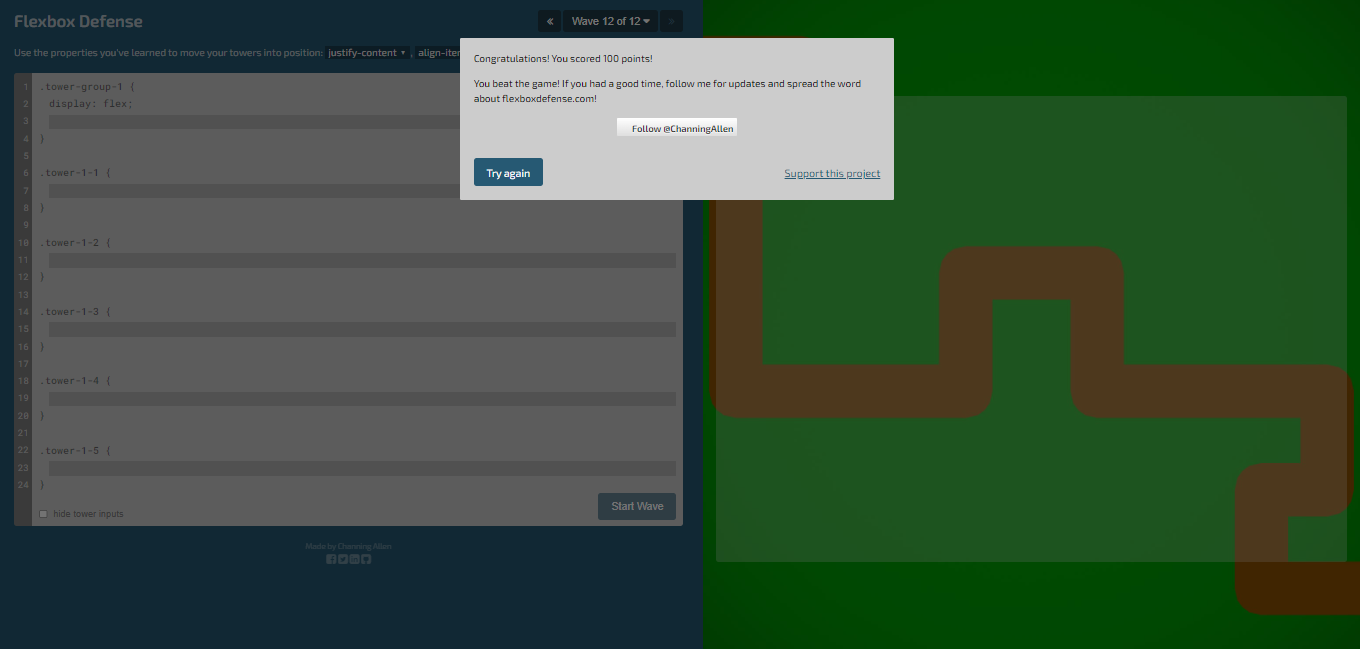 Flexbox Defense
« Wave 12 of 12 »
Use the properties you've learned to move your towers into position: justify-content , align-iter
Congratulations! You scored 100 points!
You beat the game! If you had a good time, follow me for updates and spread the word
about flexboxdefense.com!
Follow @ChanningAllen
Try again
Support this project
1 .tower-group-1 {
2 display: flex;
3
4 }
5
6 .tower-1-1 {
7
8 }
9
10 .tower-1-2 {
11
12 }
13
14 .tower-1-3 {
15
16 }
17
18 .tower-1-4 {
19
20 }
21
22 .tower-1-5 {
23
24 }
hide tower inputs
Start Wave
Made by Channing Allen